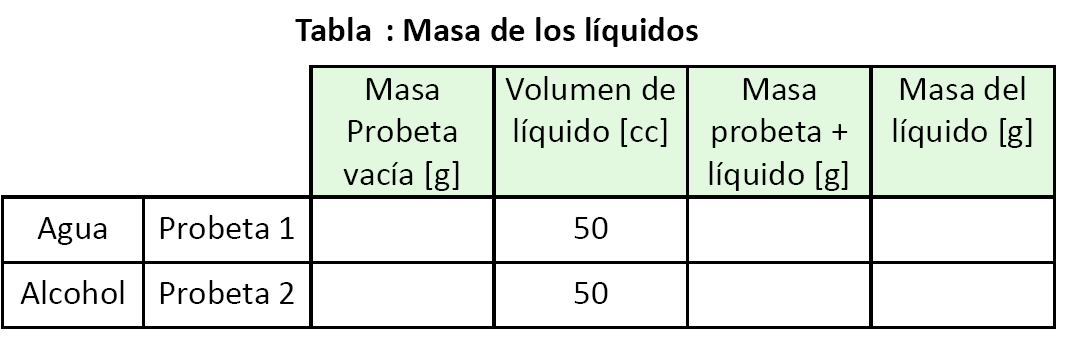 Tabla : Masa de los líquidos
Masa
Probeta
vacía [g]
Volumen de
líquido [cc]
Masa
probeta +
líquido [g]
Masa del
líquido [g]
Agua Probeta 1 50
Alcohol Probeta 2 50